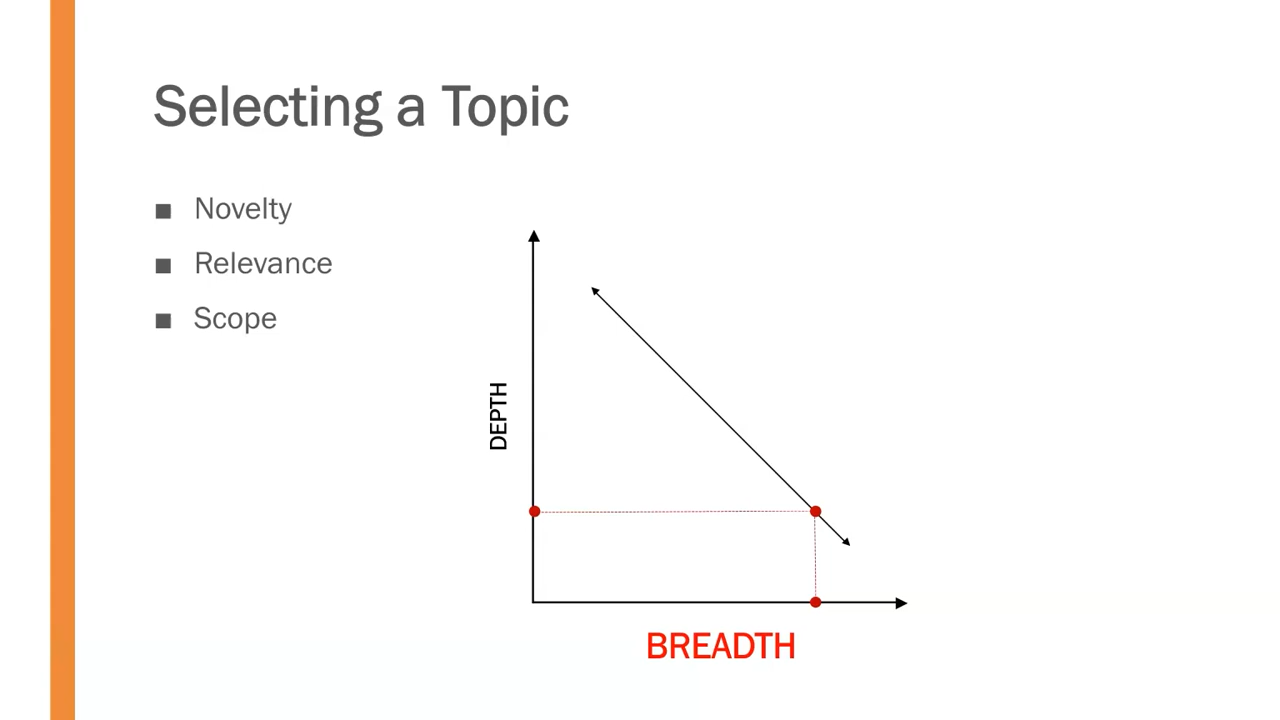 Selecting a Topic
Novelty
Relevance
Scope
DEPTH
BREADTH